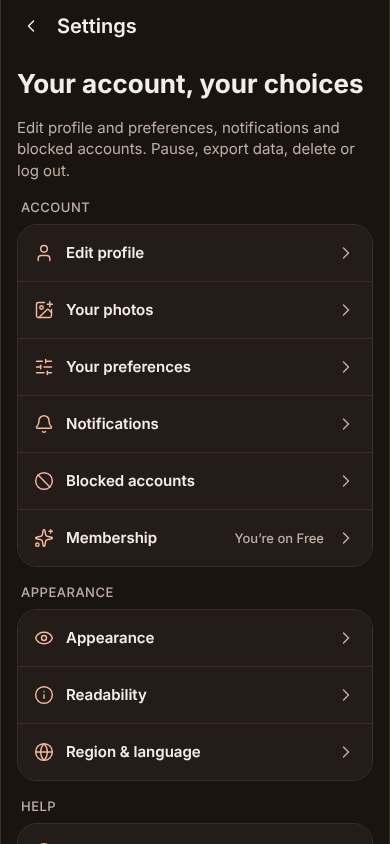 Settings
Your account, your choices
Edit profile and preferences, notifications and
blocked accounts. Pause, export data, delete or
log out.
ACCOUNT
Edit profile
Your photos
Your preferences
Notifications
Blocked accounts
Membership You're on Free
APPEARANCE
Appearance
Readability
Region & language
HELP